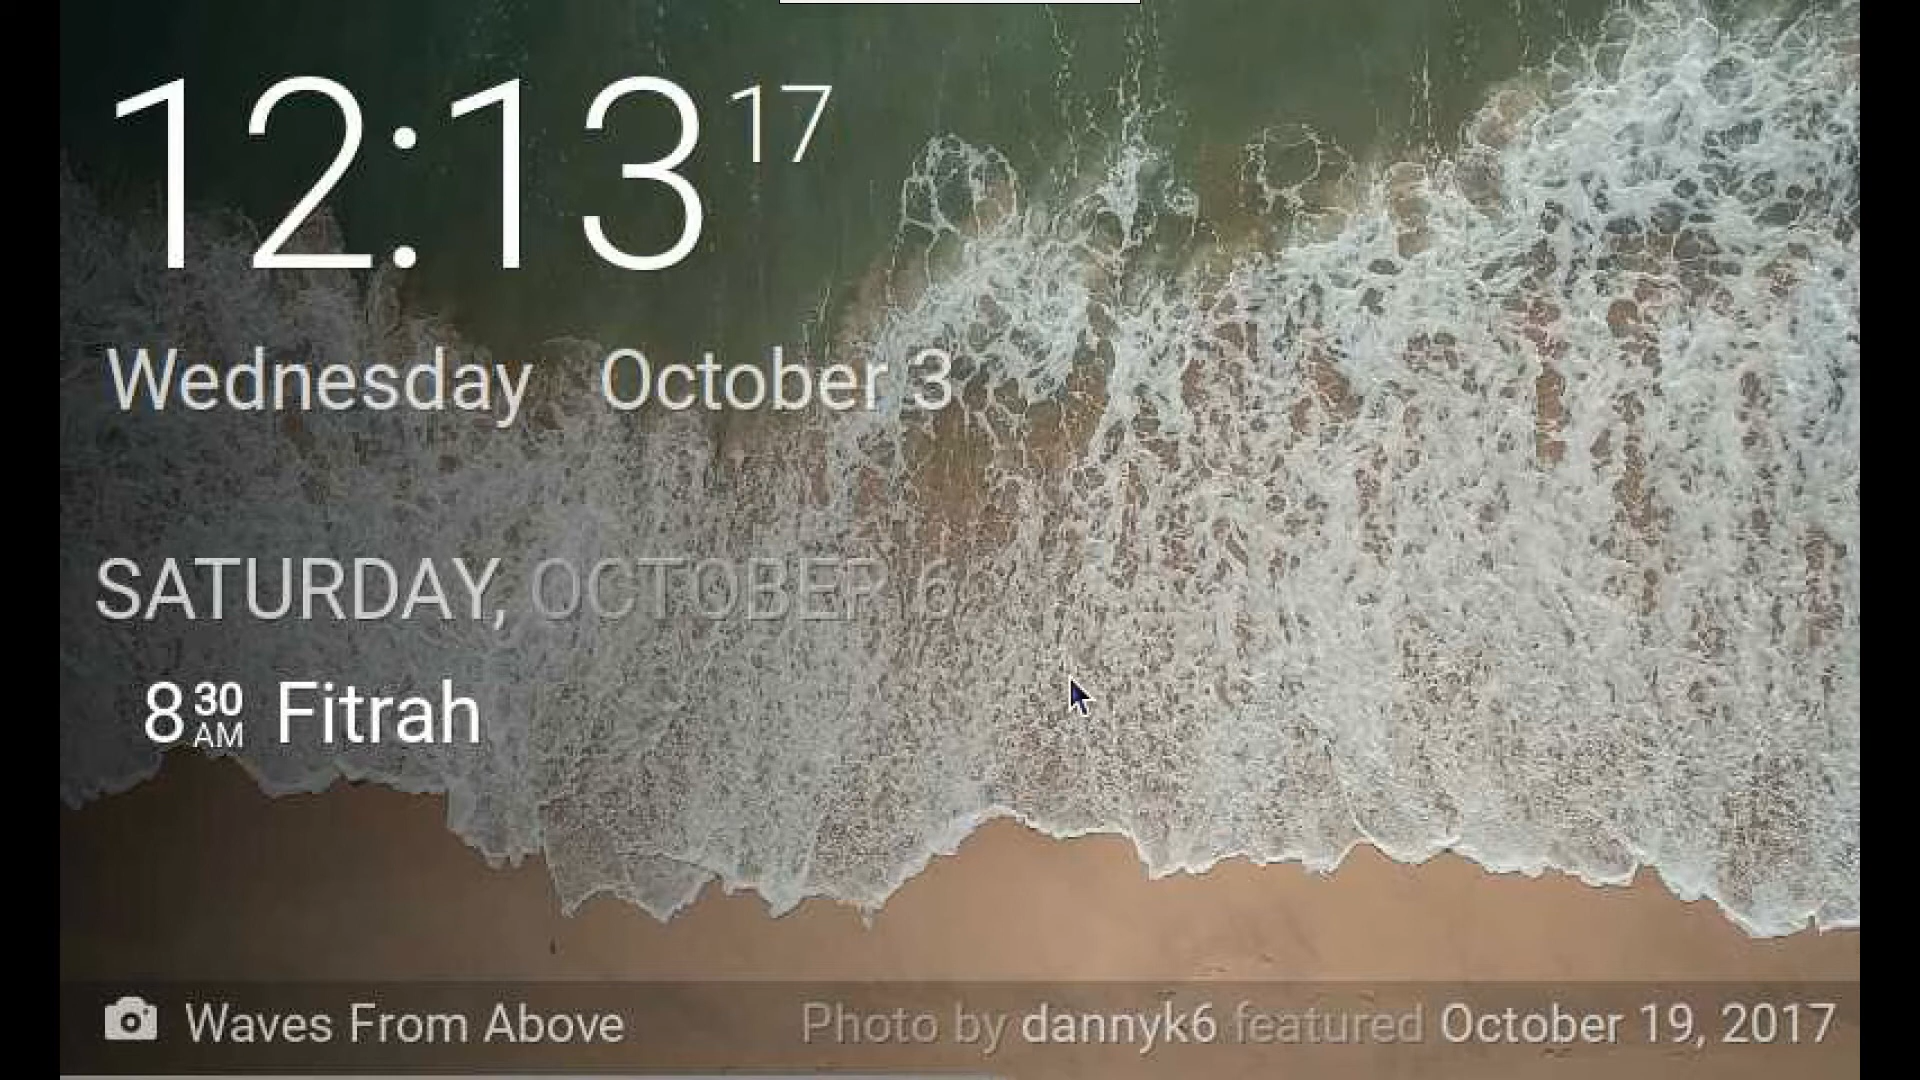 12:13 17
Wednesday October 3
SATURDAY, OCTOBER 6
8 30 AM Fitrah
Waves From Above Photo by dannyk6 featured October 19, 2017